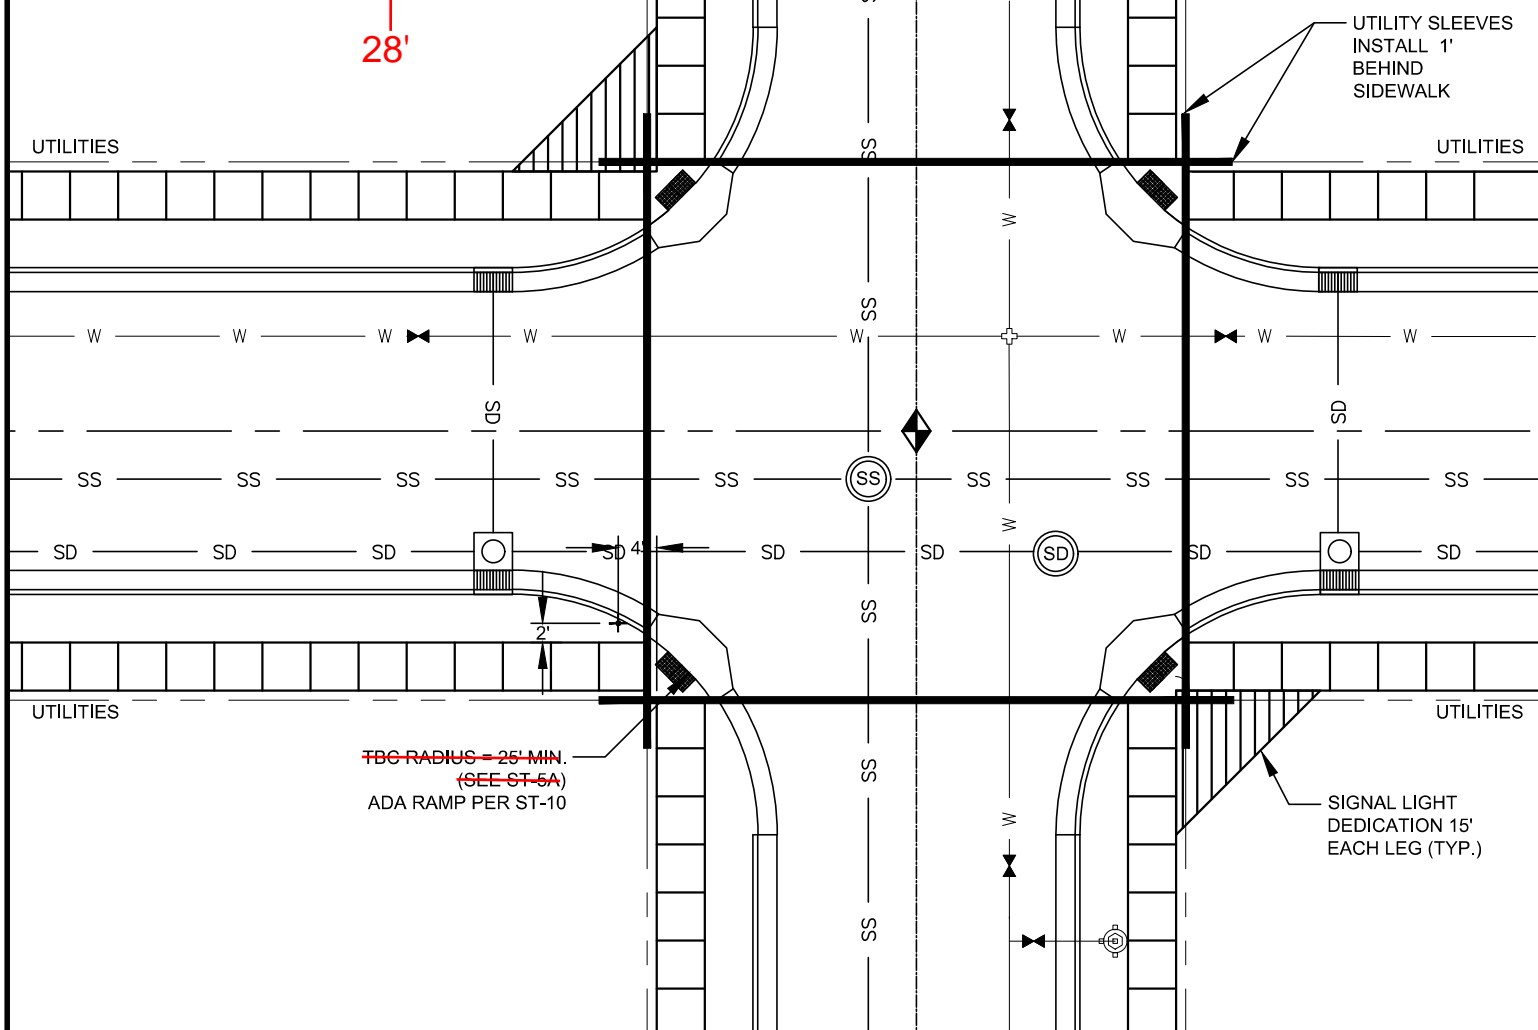 28'
UTILITY SLEEVES
INSTALL 1'
BEHIND
SIDEWALK
UTILITIES
UTILITIES
SS
W
W W W W W W W W
SS
SD
SD
SS SS SS SS SS SS SS SS SS
SS
W
SD SD SD SD SD SD SD SD
SD
4'
2'
SS
UTILITIES
UTILITIES
TBC RADIUS = 25' MIN.
(SEE ST-5A)
ADA RAMP PER ST-10
SS
W
SIGNAL LIGHT
DEDICATION 15'
EACH LEG (TYP.)
SS